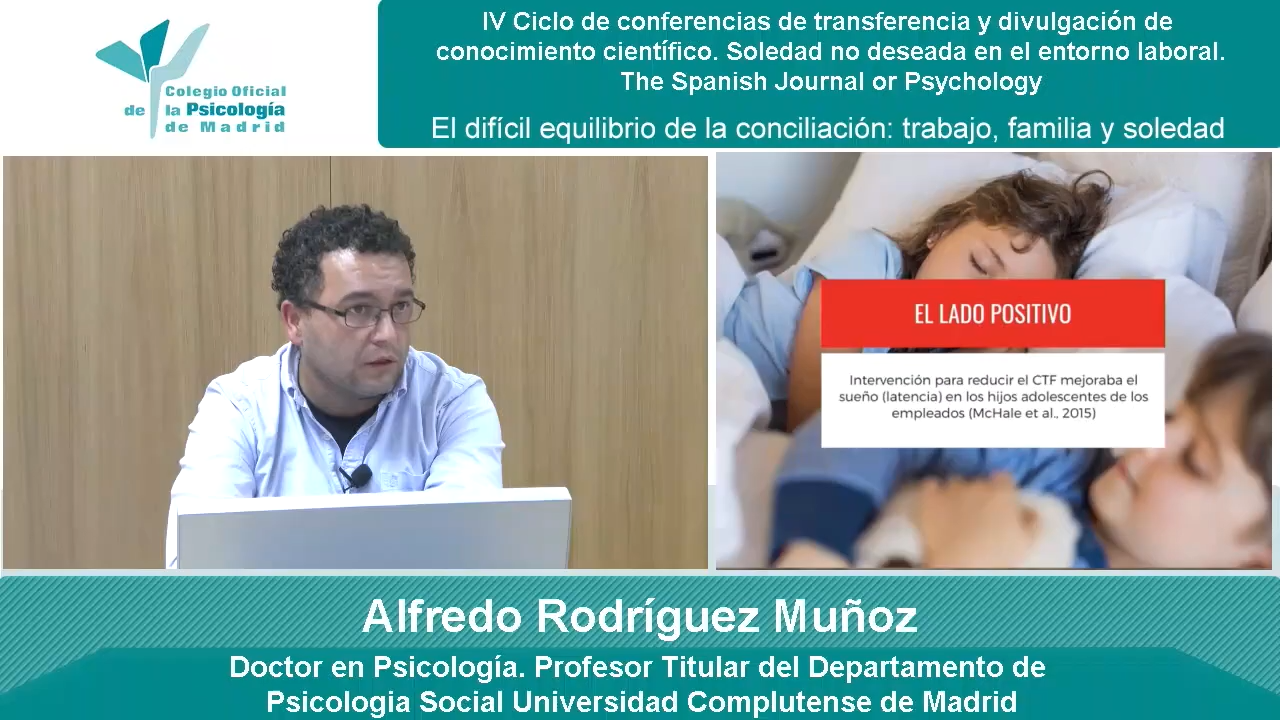 Colegio Oficial
de la Psicología
de Madrid
IV Ciclo de conferencias de transferencia y divulgación de
conocimiento científico. Soledad no deseada en el entorno laboral.
The Spanish Journal or Psychology
El difícil equilibrio de la conciliación: trabajo, familia y soledad
EL LADO POSITIVO
Intervención para reducir el CTF mejoraba el
sueño (latencia) en los hijos adolescentes de los
empleados (McHale et al., 2015)
Alfredo Rodríguez Muñoz
Doctor en Psicología. Profesor Titular del Departamento de
Psicologia Social Universidad Complutense de Madrid